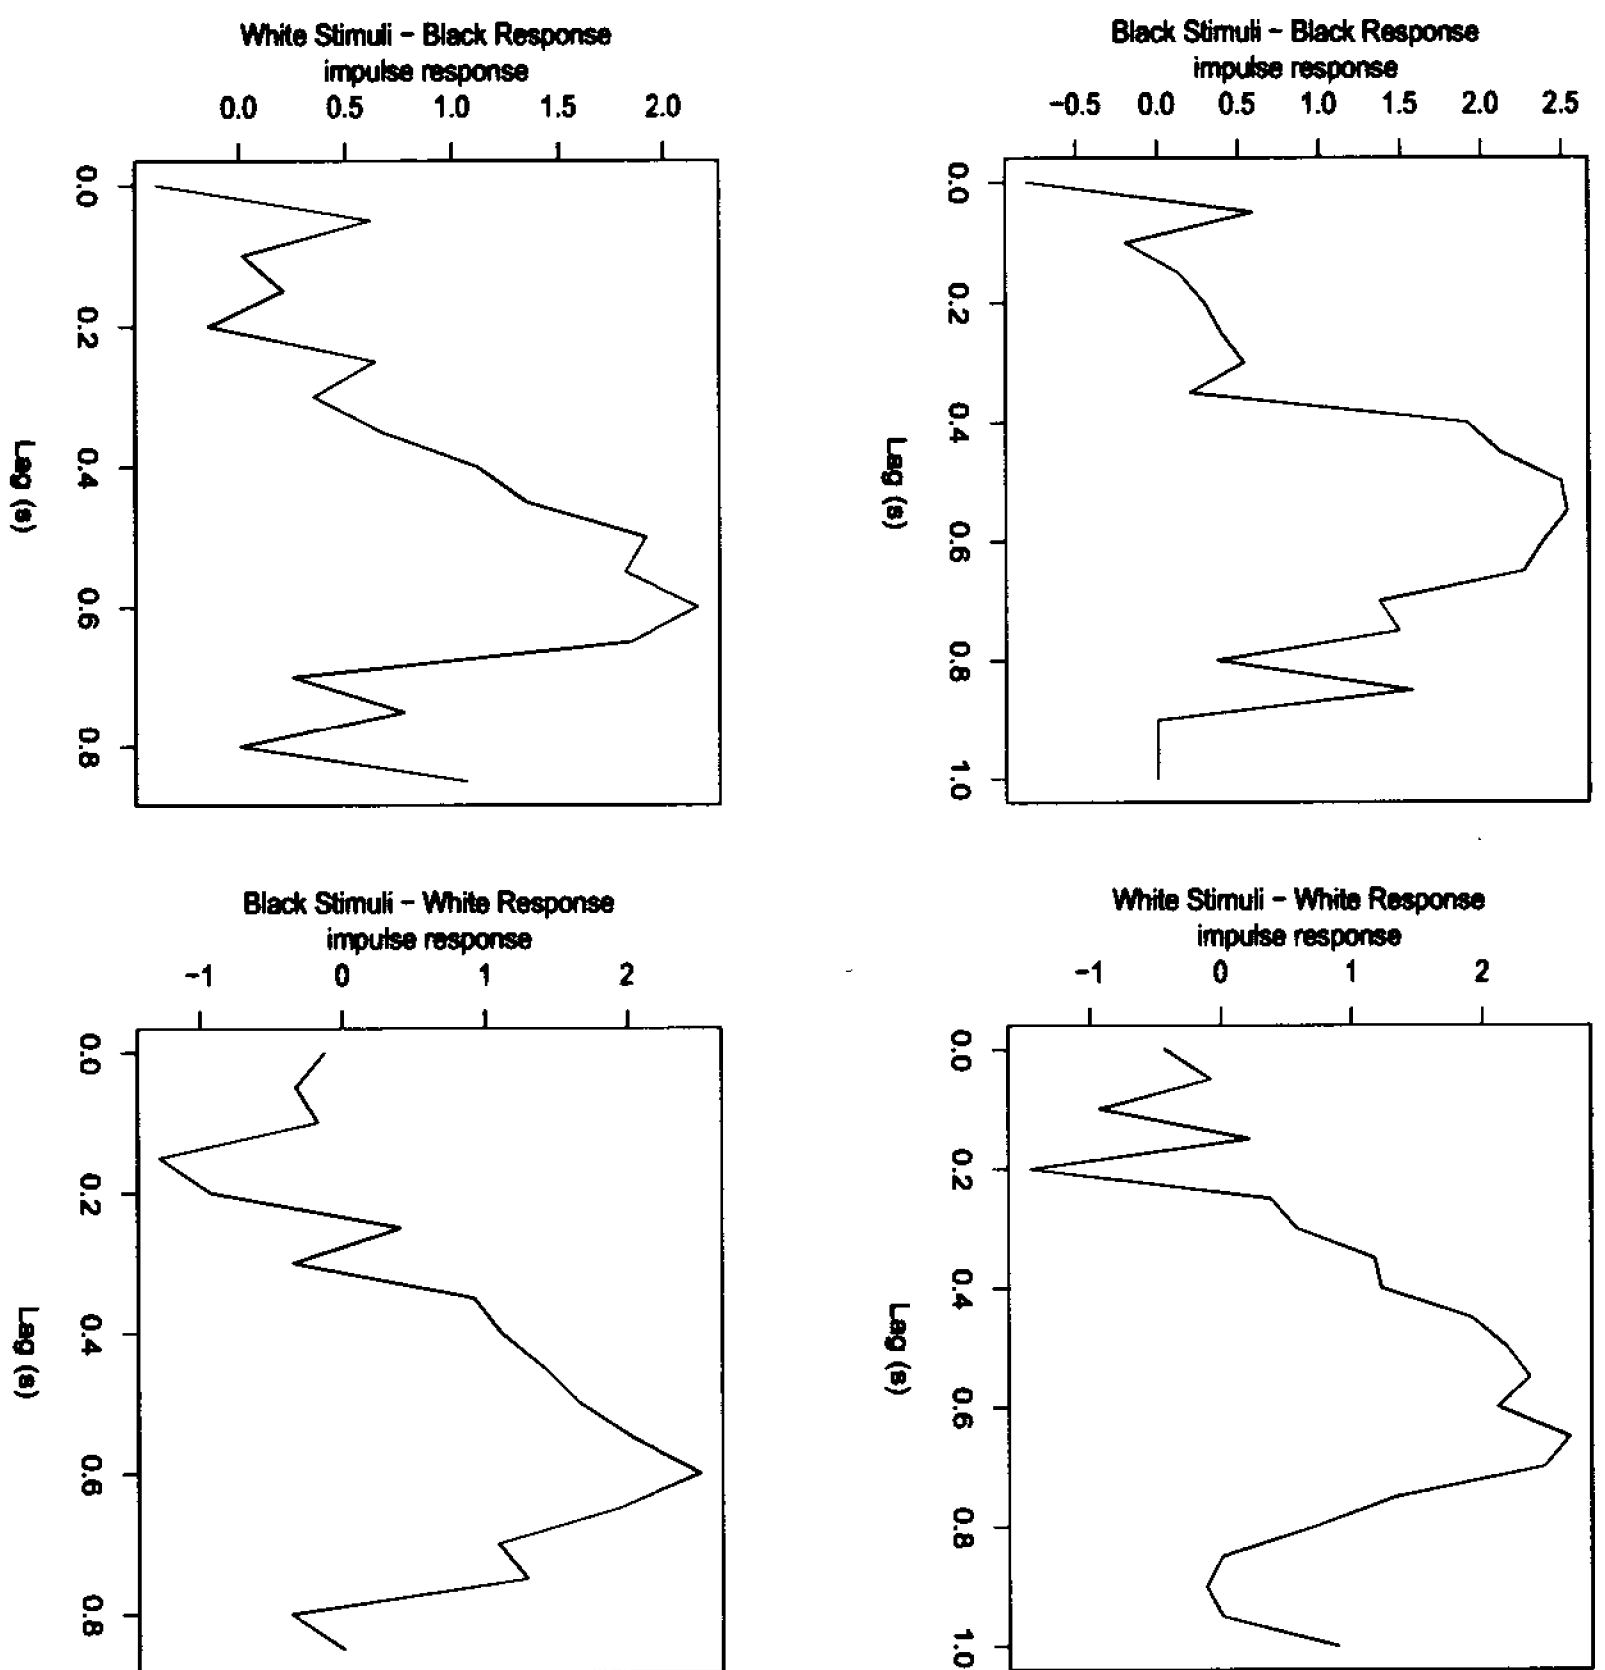 White Stimuli – Black Response
impulse response
0.0 0.5 1.0 1.5 2.0
0.0
0.2
0.4
0.6
0.8
Lag (s)
Black Stimuli – Black Response
impulse response
−0.5 0.0 0.5 1.0 1.5 2.0 2.5
0.0
0.2
0.4
0.6
0.8
1.0
Lag (s)
Black Stimuli – White Response
impulse response
−1 0 1 2
0.0
0.2
0.4
0.6
0.8
Lag (s)
White Stimuli – White Response
impulse response
−1 0 1 2
0.0
0.2
0.4
0.6
0.8
1.0
Lag (s)